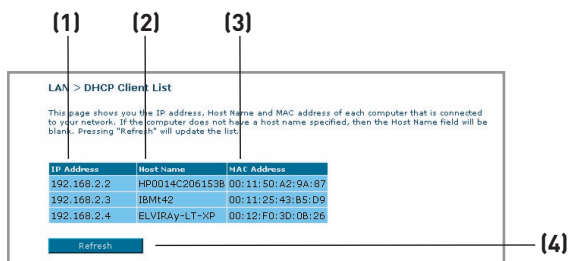 (1) (2) (3)
LAN > DHCP Client List
This page shows you the IP address, Host Name and MAC address of each computer that is connected
to your network. If the computer does not have a host name specified, then the Host Name field will be
blank. Pressing "Refresh" will update the list.
IP Address Host Name MAC Address
192.168.2.2 HP0014C206153B 00:11:50:A2:9A:87
192.168.2.3 IBMt42 00:11:25:43:B5:D9
192.168.2.4 ELVIRAy-LT-XP 00:12:F0:3D:0B:26
Refresh (4)